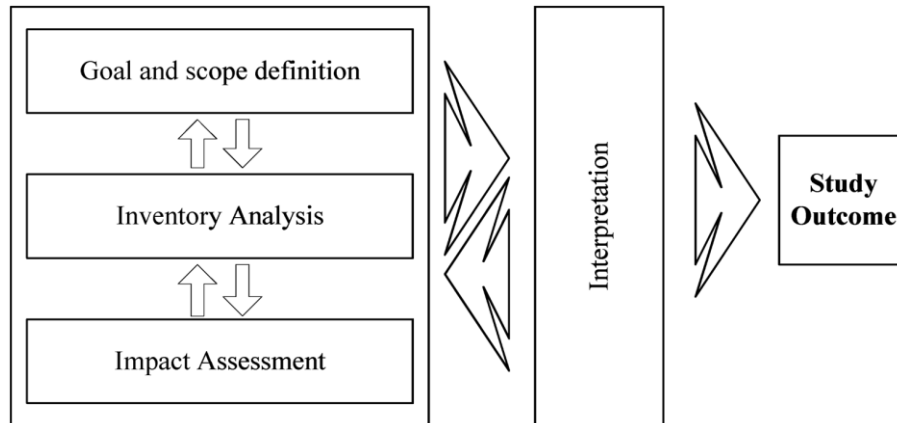 Goal and scope definition
Inventory Analysis
Impact Assessment
Interpretation
Study
Outcome